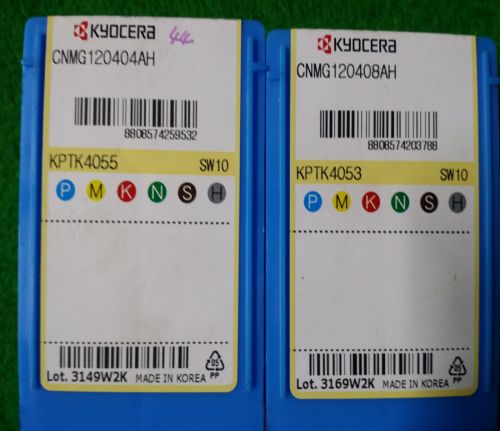 KYOCERA 44
CNMG120404AH
8808574259532
KPTK4055 SW10
P M K N S H
Lot. 3149W2K MADE IN KOREA
05
PP
KYOCERA
CNMG120408AH
8808574203788
KPTK4053 SW10
P M K N S H
Lot. 3169W2K MADE IN KOREA
05
PP